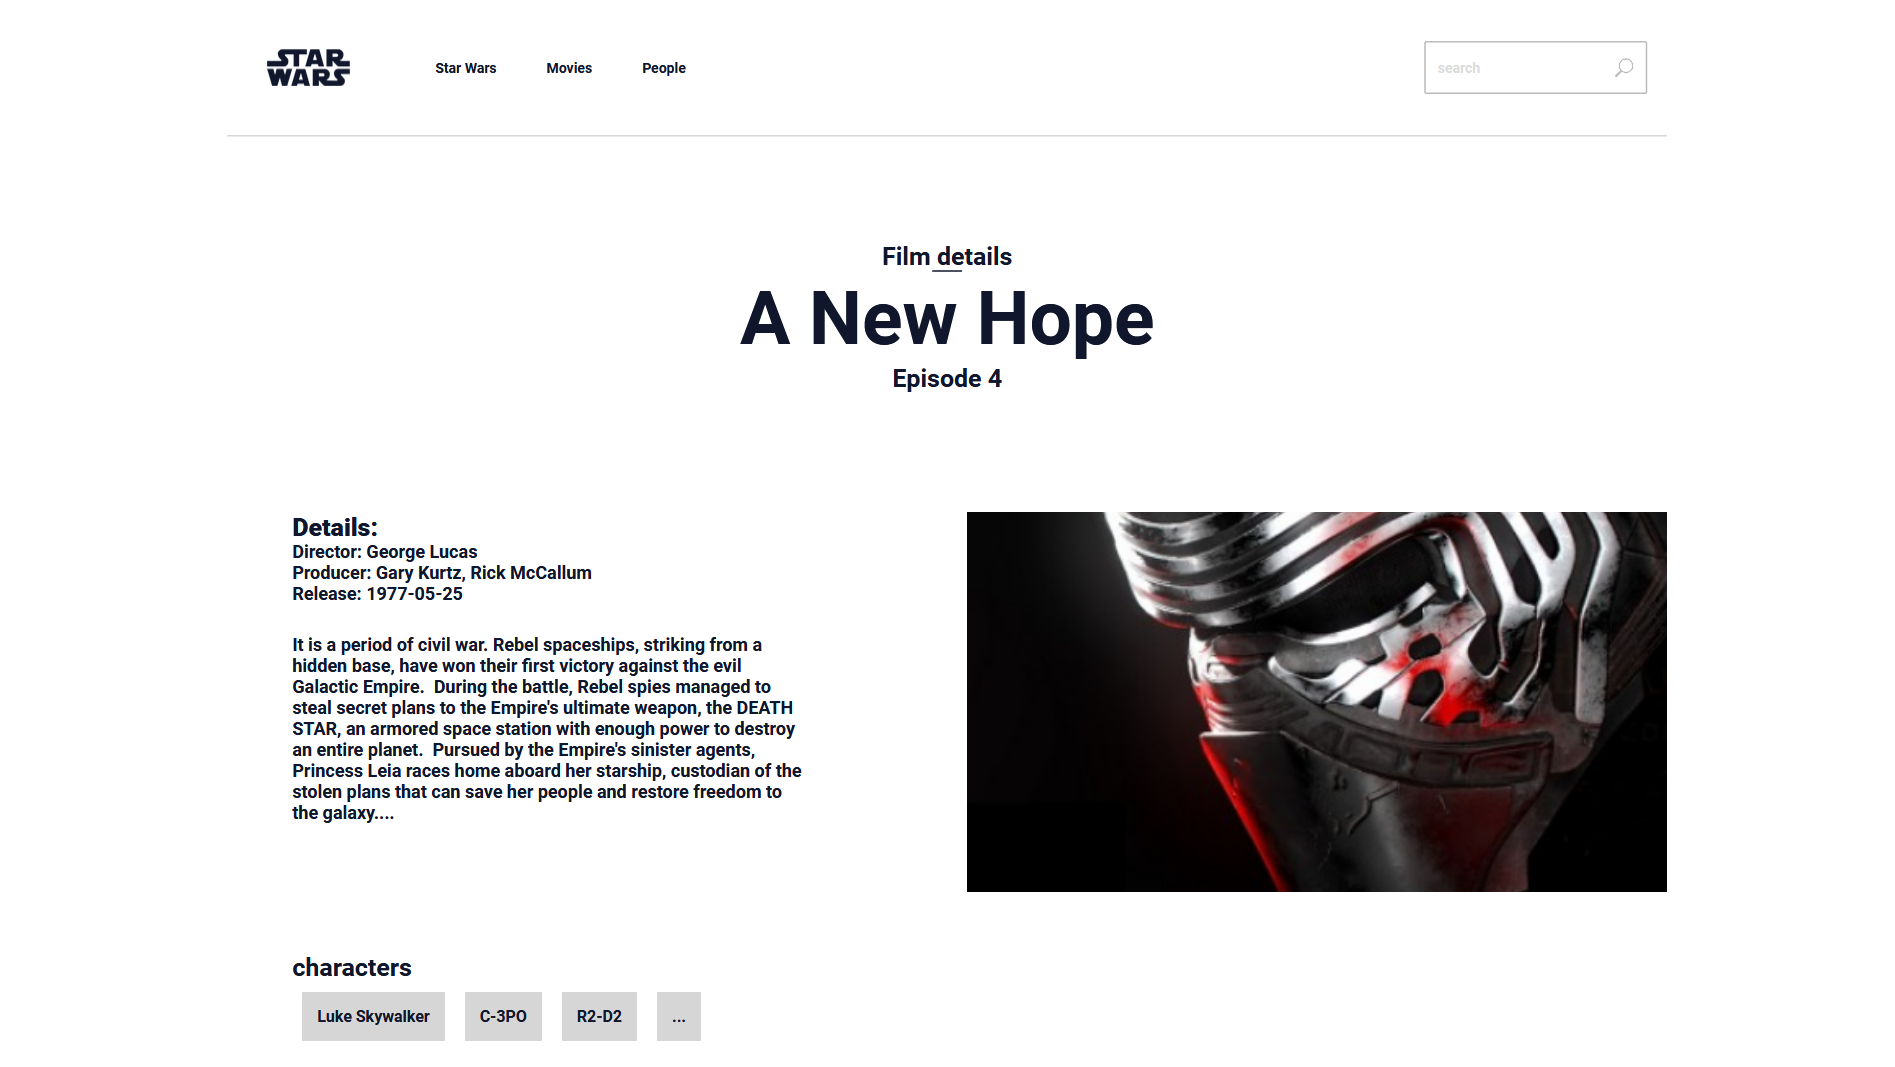 STAR
WARS
Star Wars
Movies
People
search
Film details
A New Hope
Episode 4
Details:
Director: George Lucas
Producer: Gary Kurtz, Rick McCallum
Release: 1977-05-25
It is a period of civil war. Rebel spaceships, striking from a
hidden base, have won their first victory against the evil
Galactic Empire.  During the battle, Rebel spies managed to
steal secret plans to the Empire's ultimate weapon, the DEATH
STAR, an armored space station with enough power to destroy
an entire planet.  Pursued by the Empire's sinister agents,
Princess Leia races home aboard her starship, custodian of the
stolen plans that can save her people and restore freedom to
the galaxy....
characters
Luke Skywalker
C-3PO
R2-D2
...